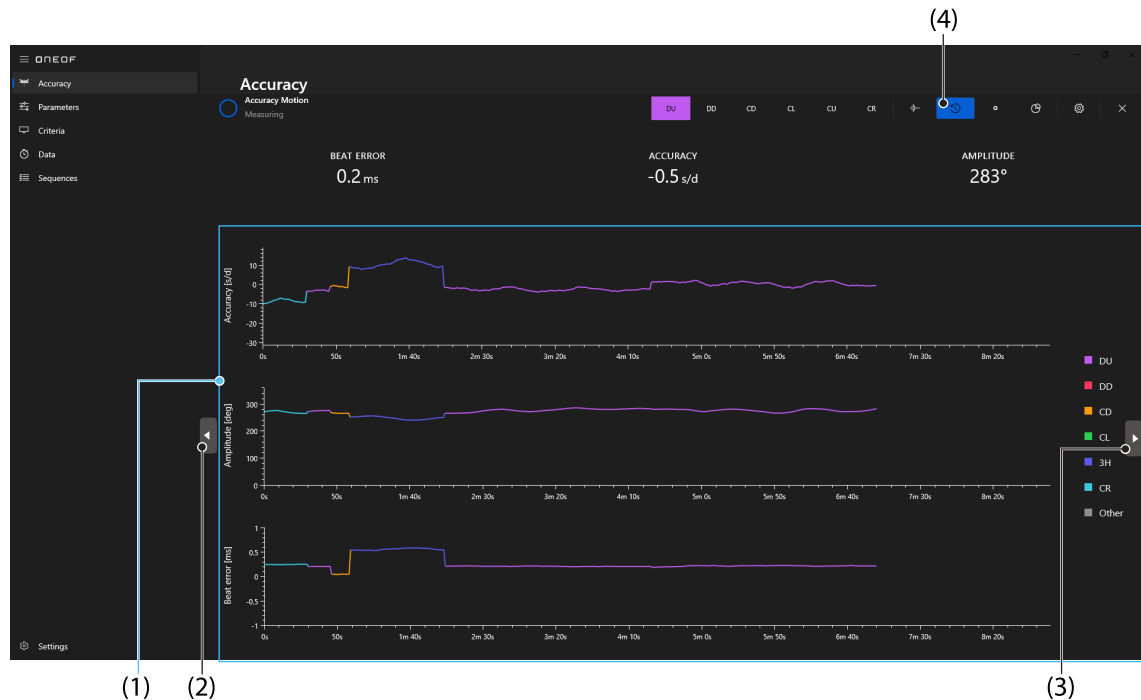 (4)
ONEOF
Accuracy
Parameters
Criteria
Data
Sequences
Settings
Accuracy
Accuracy Motion
Measuring
DU DD CD CL CU CR
BEAT ERROR
0.2 ms
ACCURACY
-0.5 s/d
AMPLITUDE
283°
Accuracy [s/d]
10
0
-10
-20
-30
0s 50s 1m 40s 2m 30s 3m 20s 4m 10s 5m 0s 5m 50s 6m 40s 7m 30s 8m 20s
Amplitude [deg]
300
200
100
0
0s 50s 1m 40s 2m 30s 3m 20s 4m 10s 5m 0s 5m 50s 6m 40s 7m 30s 8m 20s
Beat error [ms]
1
0.5
0
-0.5
-1
0s 50s 1m 40s 2m 30s 3m 20s 4m 10s 5m 0s 5m 50s 6m 40s 7m 30s 8m 20s
DU
DD
CD
CL
3H
CR
Other
(1) (2) (3)